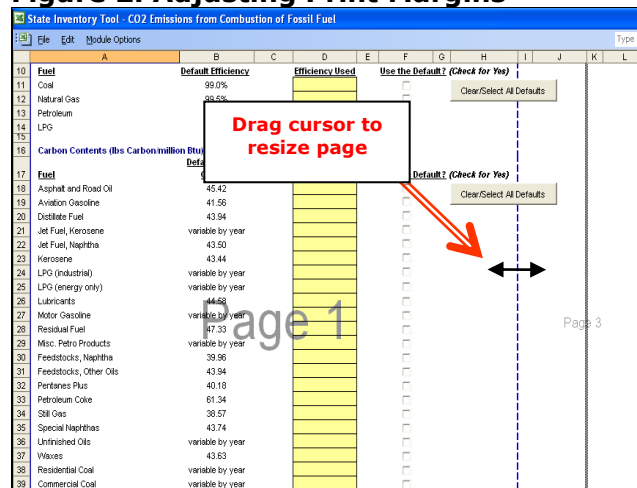 Figure 2. Adjusting Print Margins
State Inventory Tool - CO2 Emissions from Combustion of Fossil Fuel
File Edit Module Options Type
A B C D E F G H I J K L
10 Fuel Default Efficiency Efficiency Used Use the Default? (Check for Yes)
11 Coal 99.0% Clear/Select All Defaults
12 Natural Gas 99.5%
13 Petroleum
14 LPG
Drag cursor to
resize page
15
16 Carbon Contents (lbs Carbon/million Btu)
17 Fuel Default? (Check for Yes)
18 Asphalt and Road Oil 45.42 Clear/Select All Defaults
19 Aviation Gasoline 41.56
20 Distillate Fuel 43.94
21 Jet Fuel, Kerosene variable by year
22 Jet Fuel, Naphtha 43.50
23 Kerosene 43.44
24 LPG (industrial) variable by year
25 LPG (energy only) variable by year
26 Lubricants 44.58
27 Motor Gasoline variable by year
Page 1 Page 3
28 Residual Fuel 47.33
29 Misc. Petro Products variable by year
30 Feedstocks, Naphtha 39.96
31 Feedstocks, Other Oils 43.94
32 Pentanes Plus 40.18
33 Petroleum Coke 61.34
34 Still Gas 38.57
35 Special Naphthas 43.74
36 Unfinished Oils variable by year
37 Waxes 43.63
38 Residential Coal variable by year
39 Commercial Coal variable by year